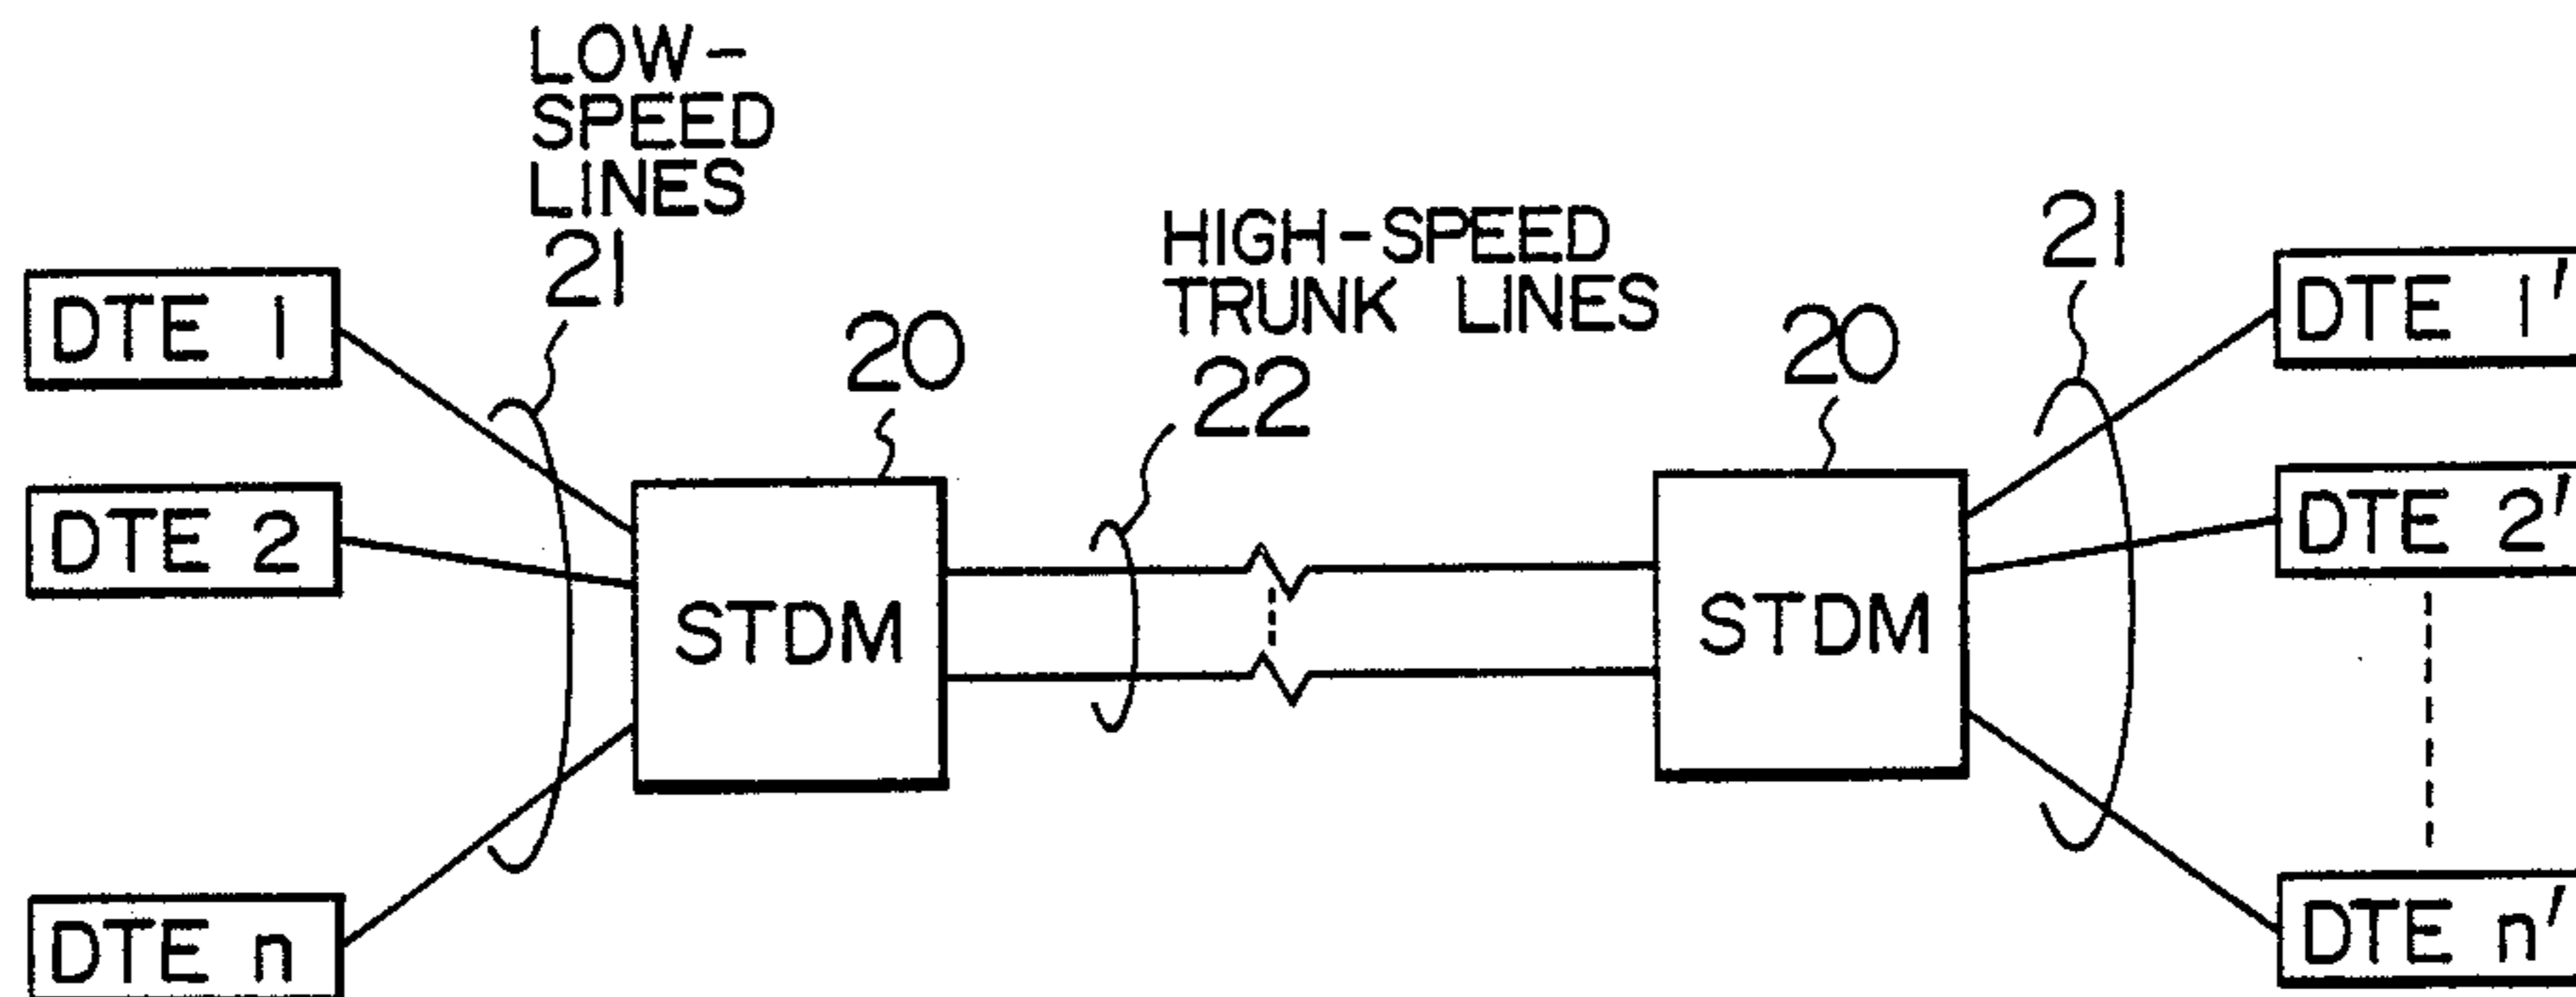 LOW-
SPEED
LINES
21
HIGH-SPEED
TRUNK LINES
22
21
20
20
DTE 1
DTE 2
DTE n
STDM
STDM
DTE 1'
DTE 2'
DTE n'